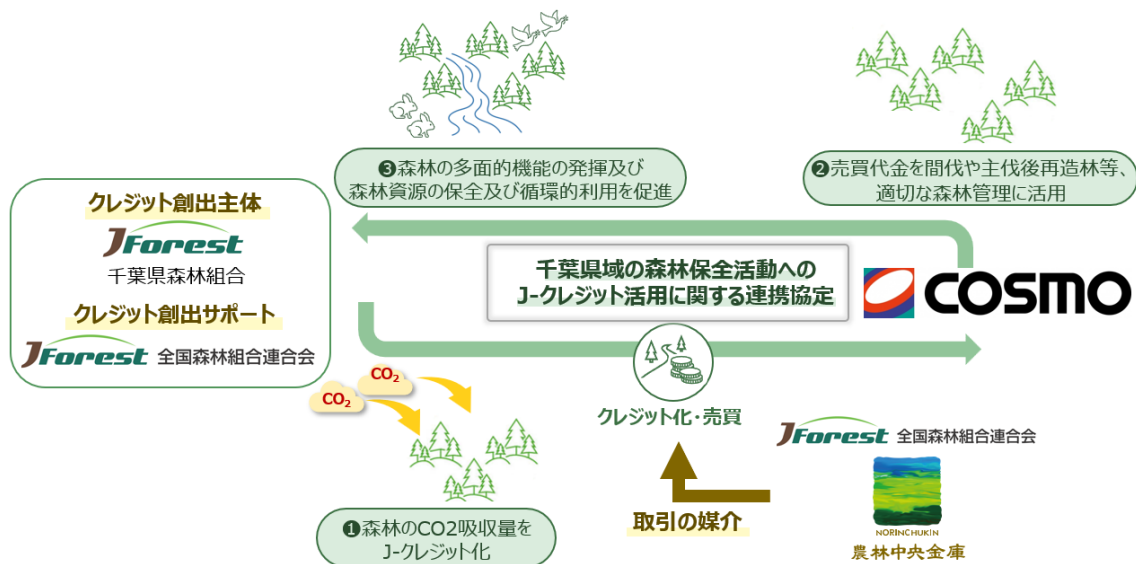 ❸森林の多面的機能の発揮及び
森林資源の保全及び循環的利用を促進
❷売買代金を間伐や主伐後再造林等、
適切な森林管理に活用
クレジット創出主体
JForest
千葉県森林組合
クレジット創出サポート
JForest 全国森林組合連合会
千葉県域の森林保全活動への
J-クレジット活用に関する連携協定
COSMO
CO₂
CO₂
クレジット化・売買
❶森林のCO2吸収量を
J-クレジット化
取引の媒介
JForest 全国森林組合連合会
NORINCHUKIN
農林中央金庫